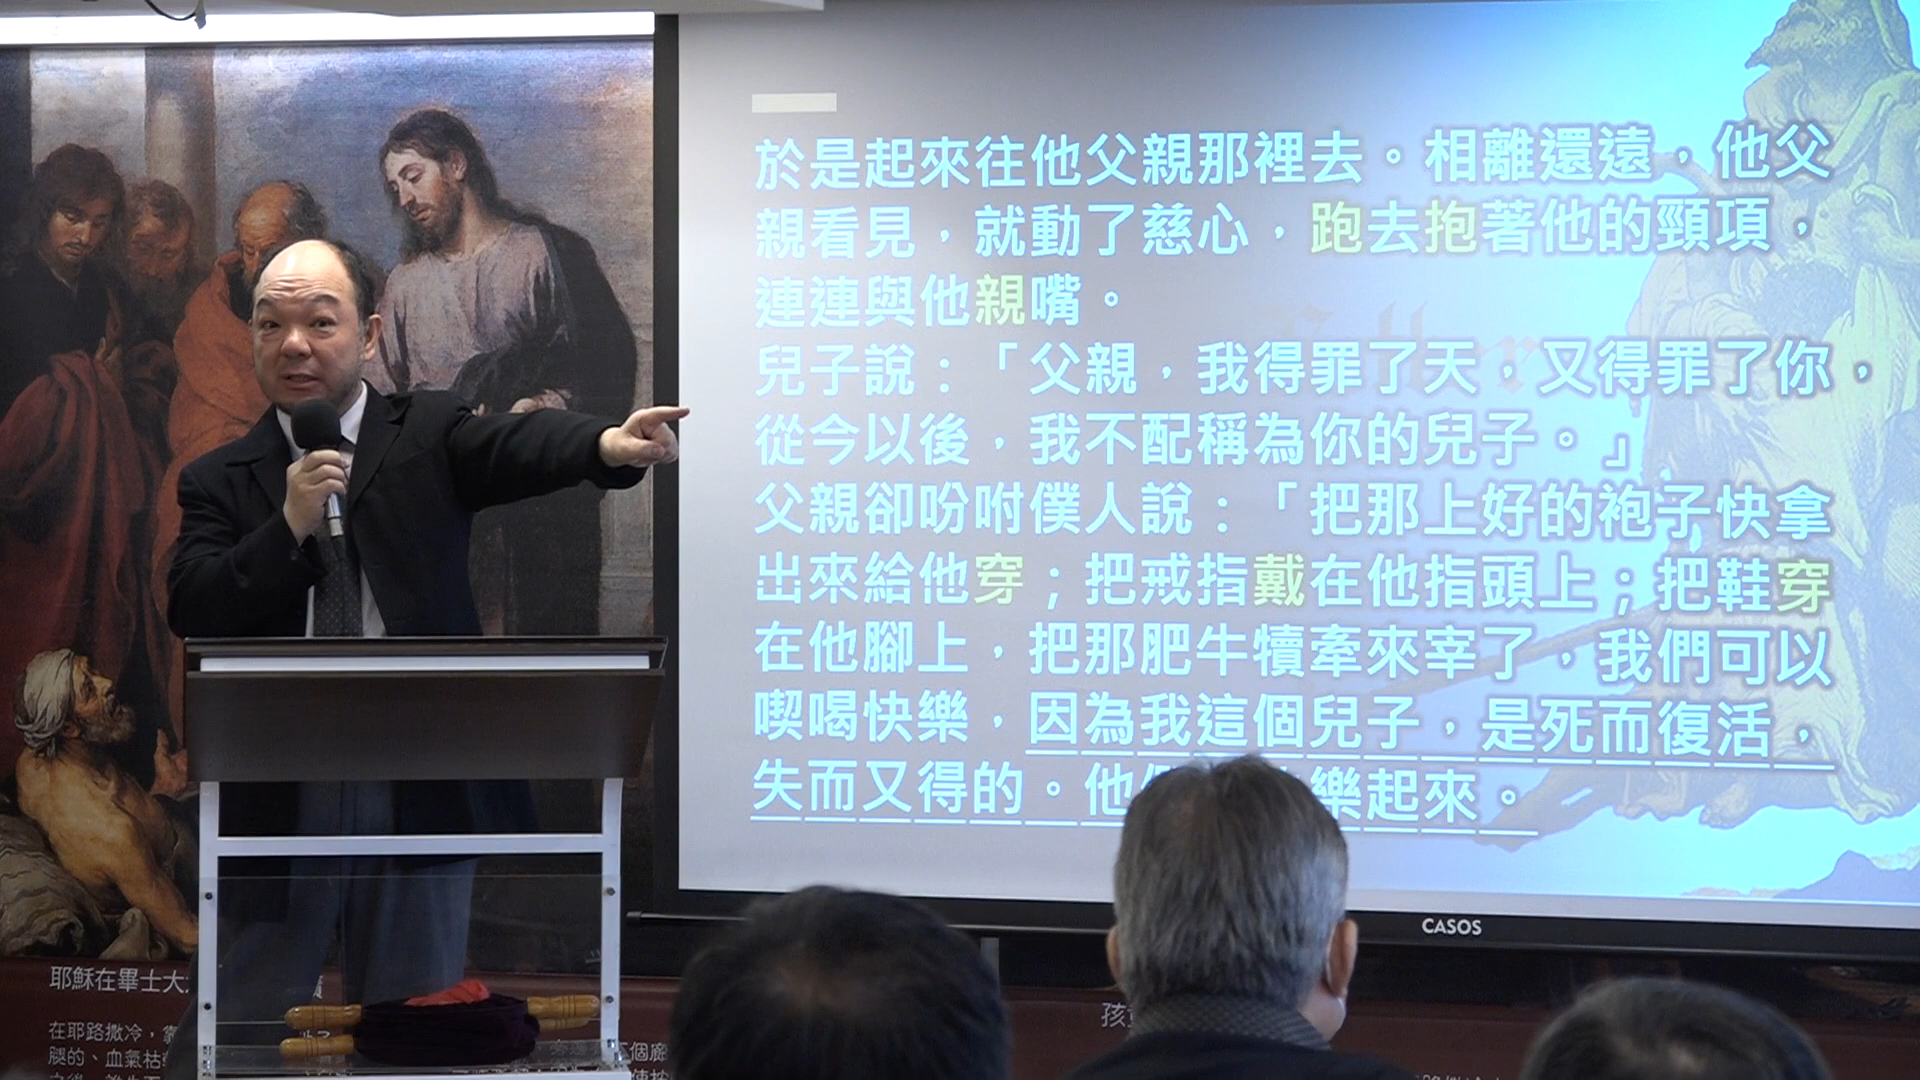 於是起來往他父親那裡去。相離還遠，他父
親看見，就動了慈心，跑去抱著他的頸項，
連連與他親嘴。
兒子說：「父親，我得罪了天，又得罪了你，
從今以後，我不配稱為你的兒子。」
父親卻吩咐僕人說：「把那上好的袍子快拿
出來給他穿；把戒指戴在他指頭上；把鞋穿
在他腳上，把那肥牛犢牽來宰了，我們可以
喫喝快樂，因為我這個兒子，是死而復活，
失而又得的。他 樂起來。
CASOS
耶穌在畢士大
在耶路撒冷，
腿的、血氣枯
個廊
孩